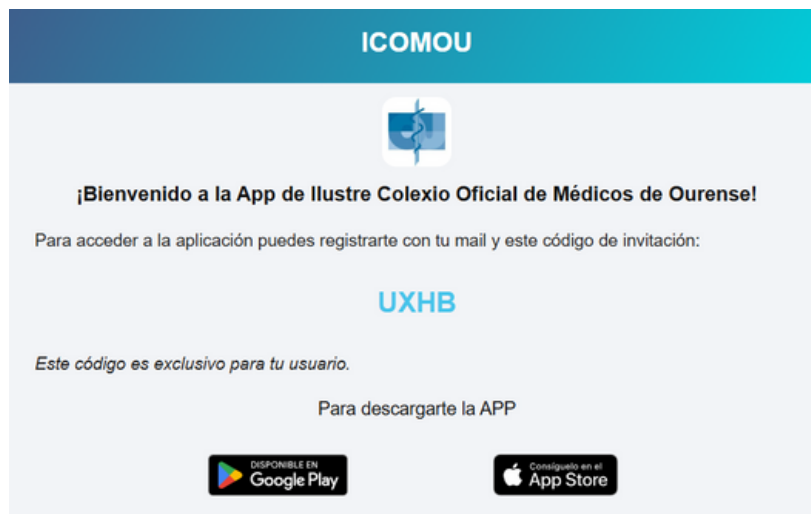 ICOMOU
¡Bienvenido a la App de Ilustre Colexio Oficial de Médicos de Ourense!
Para acceder a la aplicación puedes registrarte con tu mail y este código de invitación:
UXHB
Este código es exclusivo para tu usuario.
Para descargarte la APP
DISPONIBLE EN
Google Play
Consíguelo en el
App Store